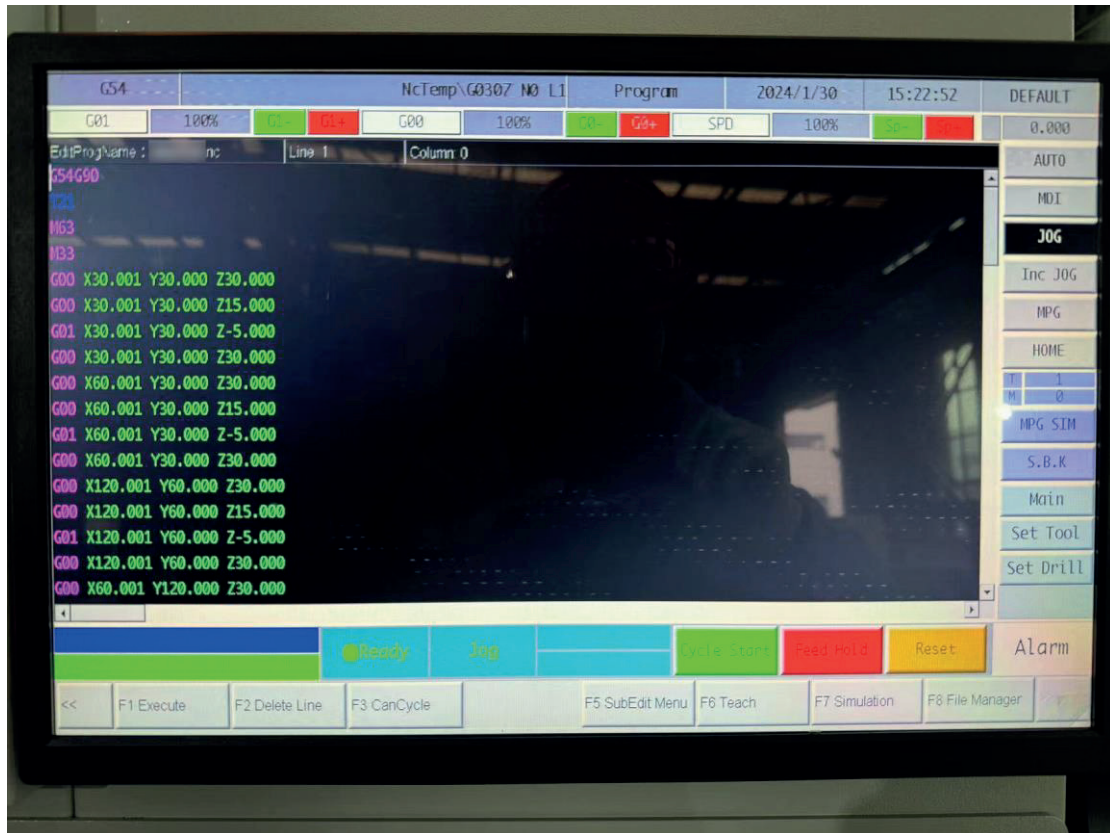 G54 NcTemp\G0307 N0 L1 Program 2024/1/30 15:22:52 DEFAULT
G01 100% G1- G1+ G00 100% G0- G0+ SPD 100% Sp- Sp+ 0.000
EditProgName : nc Line 1 Column: 0
G54G90
T23
M63
M33
G00 X30.001 Y30.000 Z30.000
G00 X30.001 Y30.000 Z15.000
G01 X30.001 Y30.000 Z-5.000
G00 X30.001 Y30.000 Z30.000
G00 X60.001 Y30.000 Z30.000
G00 X60.001 Y30.000 Z15.000
G01 X60.001 Y30.000 Z-5.000
G00 X60.001 Y30.000 Z30.000
G00 X120.001 Y60.000 Z30.000
G00 X120.001 Y60.000 Z15.000
G01 X120.001 Y60.000 Z-5.000
G00 X120.001 Y60.000 Z30.000
G00 X60.001 Y120.000 Z30.000
AUTO
MDI
JOG
Inc JOG
MPG
HOME
T 1
M 0
MPG SIM
S.B.K
Main
Set Tool
Set Drill
Ready Jog Cycle Start Feed Hold Reset Alarm
<< F1 Execute F2 Delete Line F3 CanCycle F5 SubEdit Menu F6 Teach F7 Simulation F8 File Manager